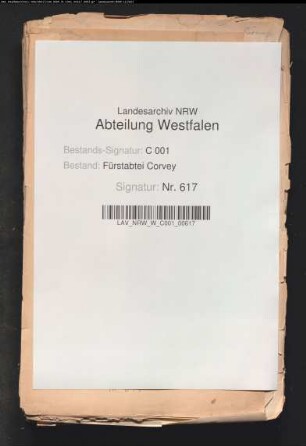 Landesarchiv NRW
Abteilung Westfalen
Bestands-Signatur: C 001
Bestand: Fürstabtei Corvey
Signatur: Nr. 617
LAV_NRW_W_C001_00617